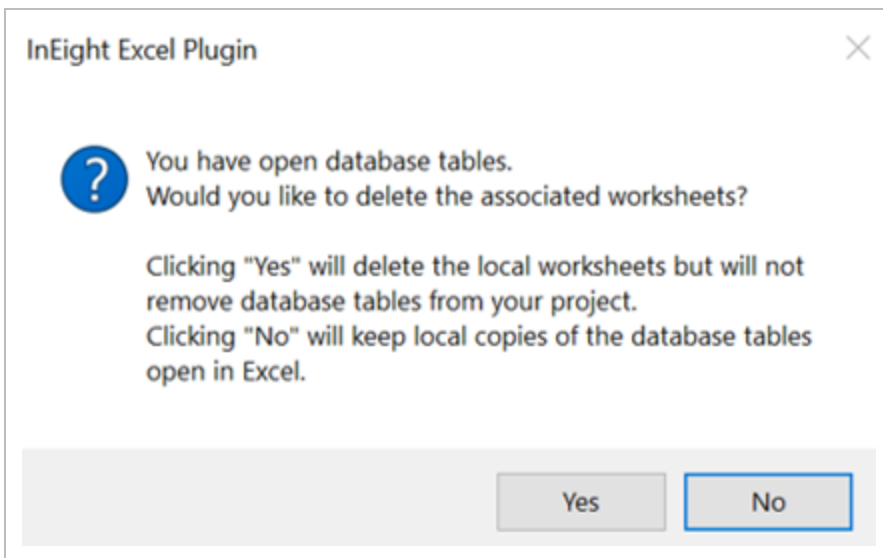 InEight Excel Plugin
?
You have open database tables.
Would you like to delete the associated worksheets?
Clicking "Yes" will delete the local worksheets but will not
remove database tables from your project.
Clicking "No" will keep local copies of the database tables
open in Excel.
Yes
No